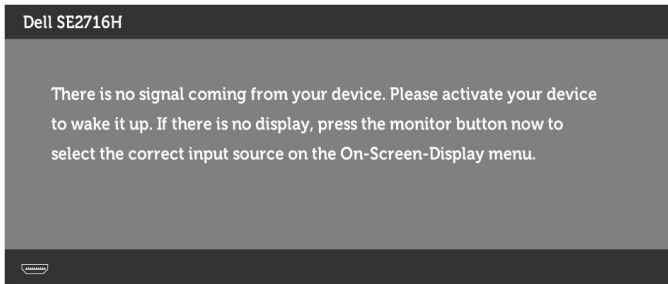 Dell SE2716H
There is no signal coming from your device. Please activate your device
to wake it up. If there is no display, press the monitor button now to
select the correct input source on the On-Screen-Display menu.